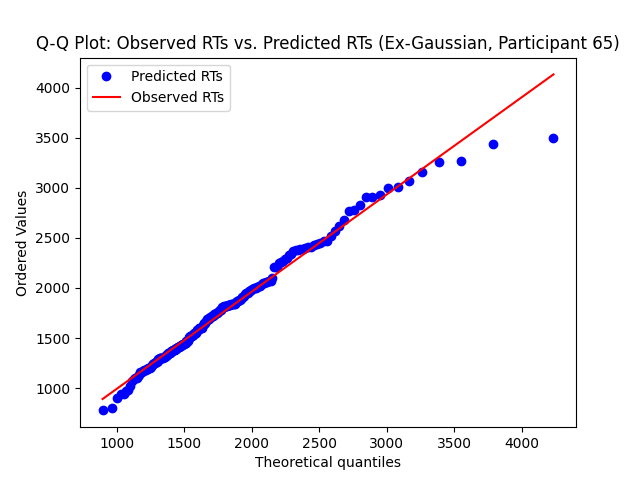 Q-Q Plot: Observed RTs vs. Predicted RTs (Ex-Gaussian, Participant 65)
Predicted RTs
Observed RTs
Ordered Values
4000
3500
3000
2500
2000
1500
1000
1000 1500 2000 2500 3000 3500 4000
Theoretical quantiles